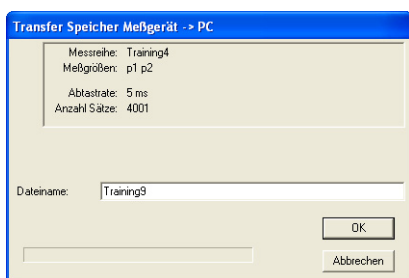 Transfer Speicher Meßgerät -> PC
Messreihe: Training4
Meßgrößen: p1 p2
Abtastrate: 5 ms
Anzahl Sätze: 4001
Dateiname: Training9
OK
Abbrechen